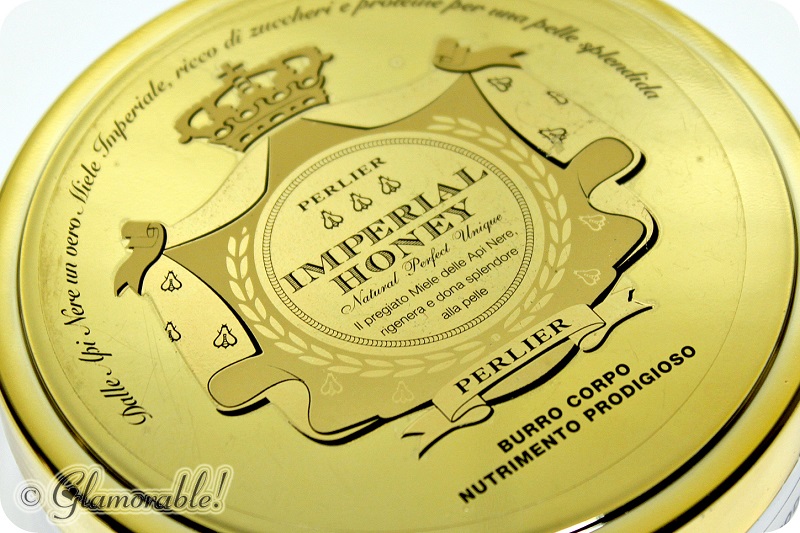 Dalle Api Nere un vero Miele Imperiale, ricco di zuccheri e proteine per una pelle splendida
PERLIER
IMPERIAL
HONEY
Natural Perfect Unique
Il pregiato Miele delle Api Nere,
rigenera e dona splendore
alla pelle
PERLIER
BURRO CORPO
NUTRIMENTO PRODIGIOSO
© Glamorable!